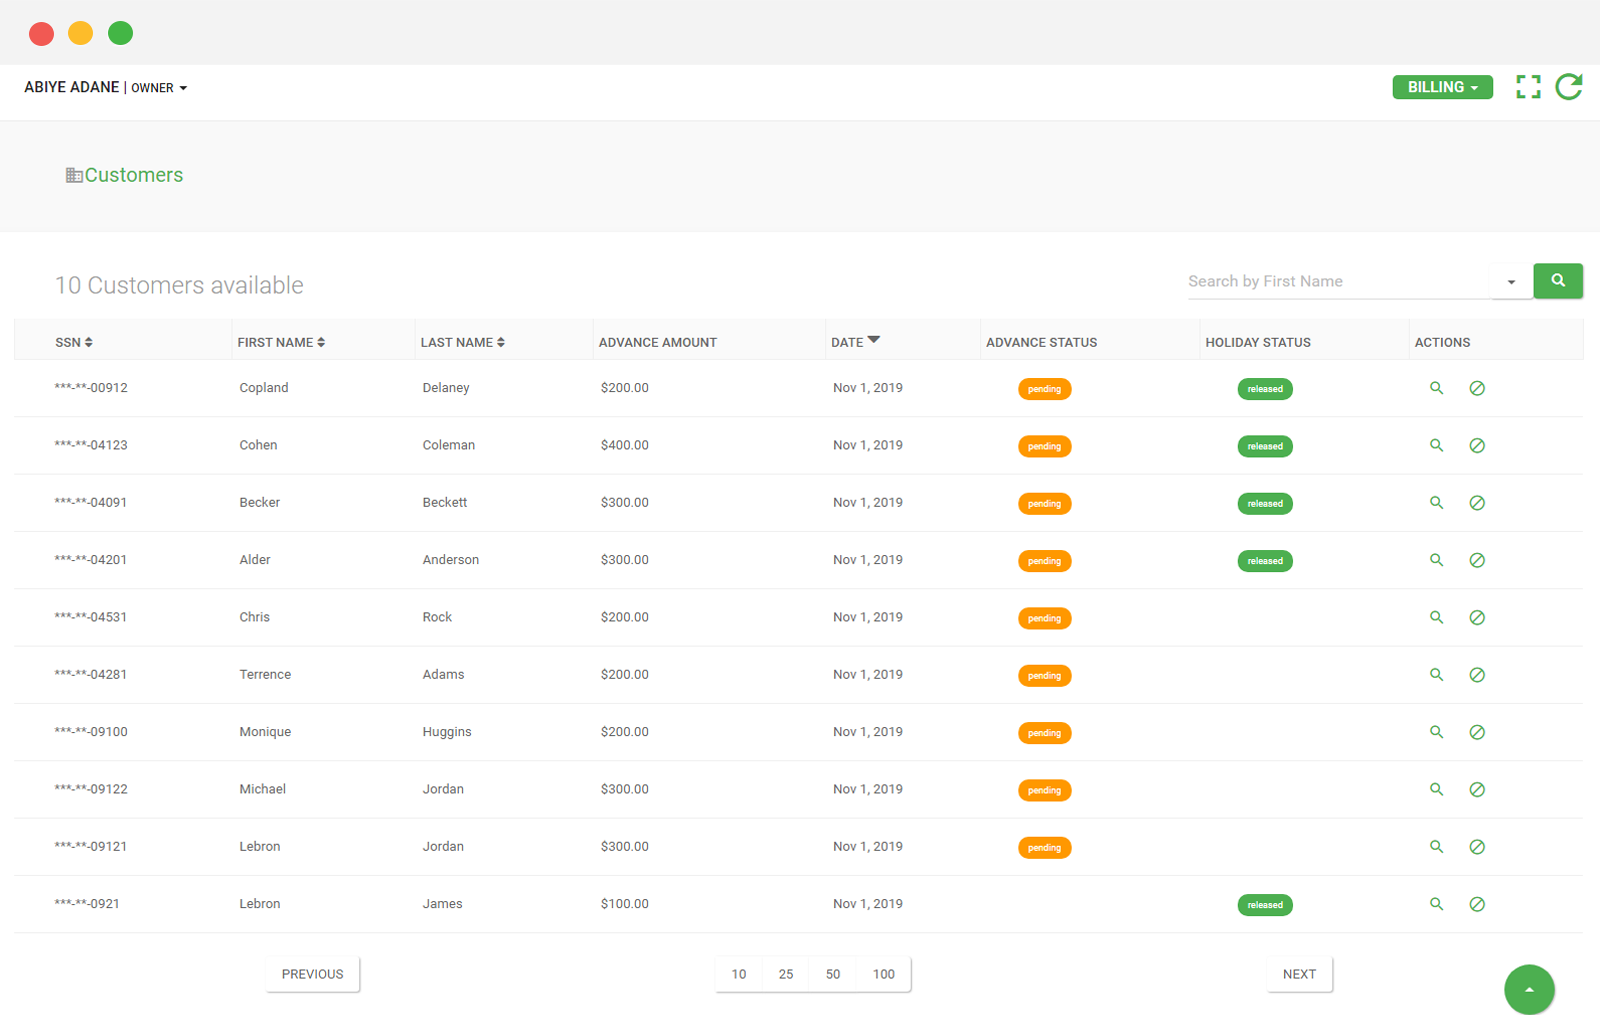 ABIYE ADANE | OWNER
BILLING
Customers
10 Customers available
Search by First Name
SSN FIRST NAME LAST NAME ADVANCE AMOUNT DATE ADVANCE STATUS HOLIDAY STATUS ACTIONS
***-**-00912 Copland Delaney $200.00 Nov 1, 2019 pending released
***-**-04123 Cohen Coleman $400.00 Nov 1, 2019 pending released
***-**-04091 Becker Beckett $300.00 Nov 1, 2019 pending released
***-**-04201 Alder Anderson $300.00 Nov 1, 2019 pending released
***-**-04531 Chris Rock $200.00 Nov 1, 2019 pending
***-**-04281 Terrence Adams $200.00 Nov 1, 2019 pending
***-**-09100 Monique Huggins $200.00 Nov 1, 2019 pending
***-**-09122 Michael Jordan $300.00 Nov 1, 2019 pending
***-**-09121 Lebron Jordan $300.00 Nov 1, 2019 pending
***-**-0921 Lebron James $100.00 Nov 1, 2019 released
PREVIOUS 10 25 50 100 NEXT